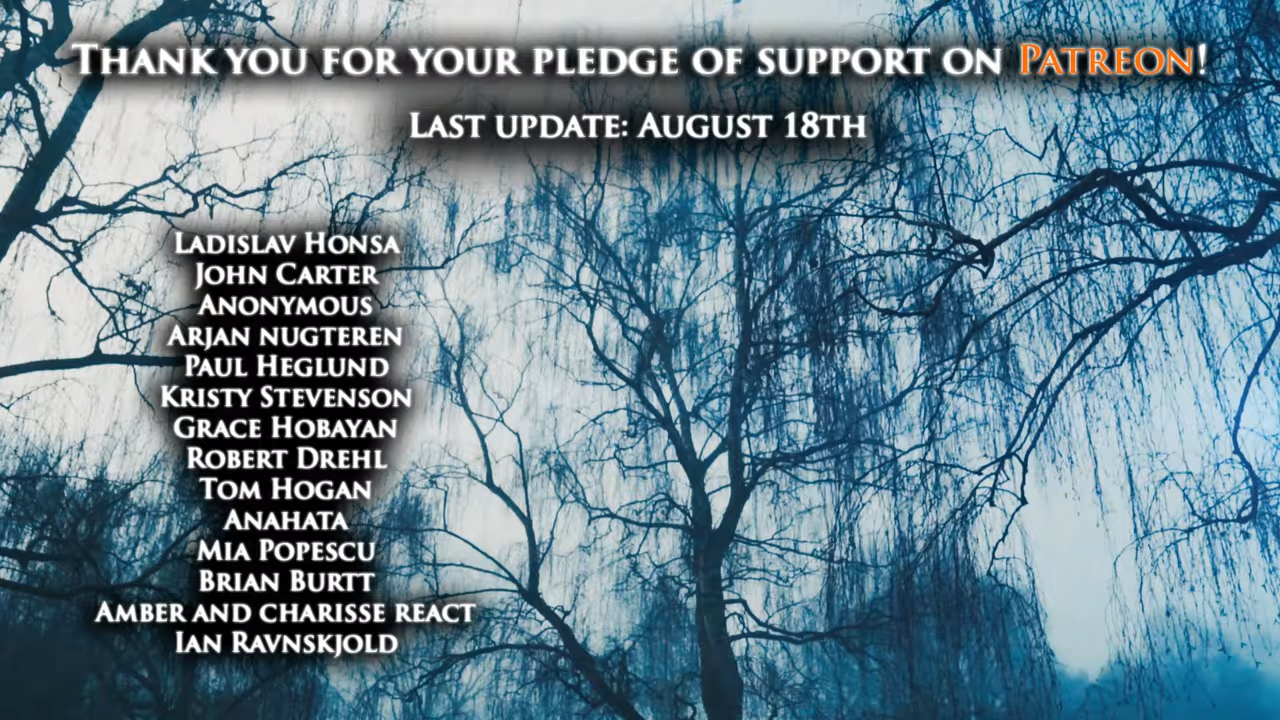 Thank you for your pledge of support on Patreon!
Last update: August 18th
Ladislav Honsa
John Carter
Anonymous
Arjan nugteren
Paul Heglund
Kristy Stevenson
Grace Hobayan
Robert Drehl
Tom Hogan
Anahata
Mia Popescu
Brian Burtt
Amber and charisse react
Ian Ravnskjold